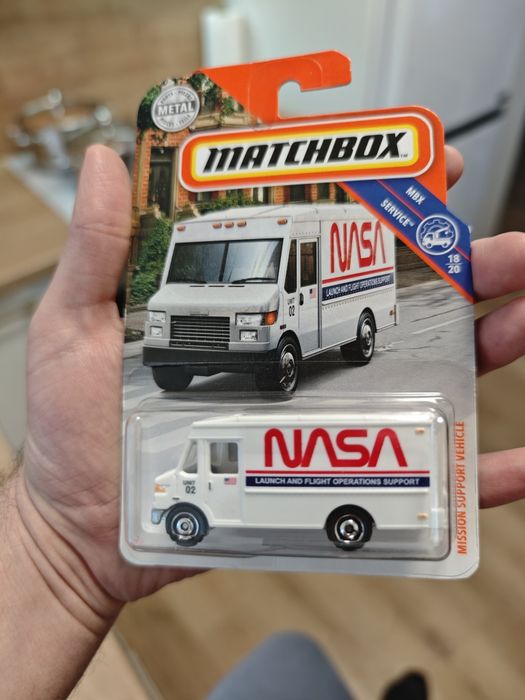 METAL
MATCHBOX™
MBX
SERVICE
18
20
NASA
LAUNCH AND FLIGHT OPERATIONS SUPPORT
UNIT
02
NASA
LAUNCH AND FLIGHT OPERATIONS SUPPORT
UNIT
02
MISSION SUPPORT VEHICLE